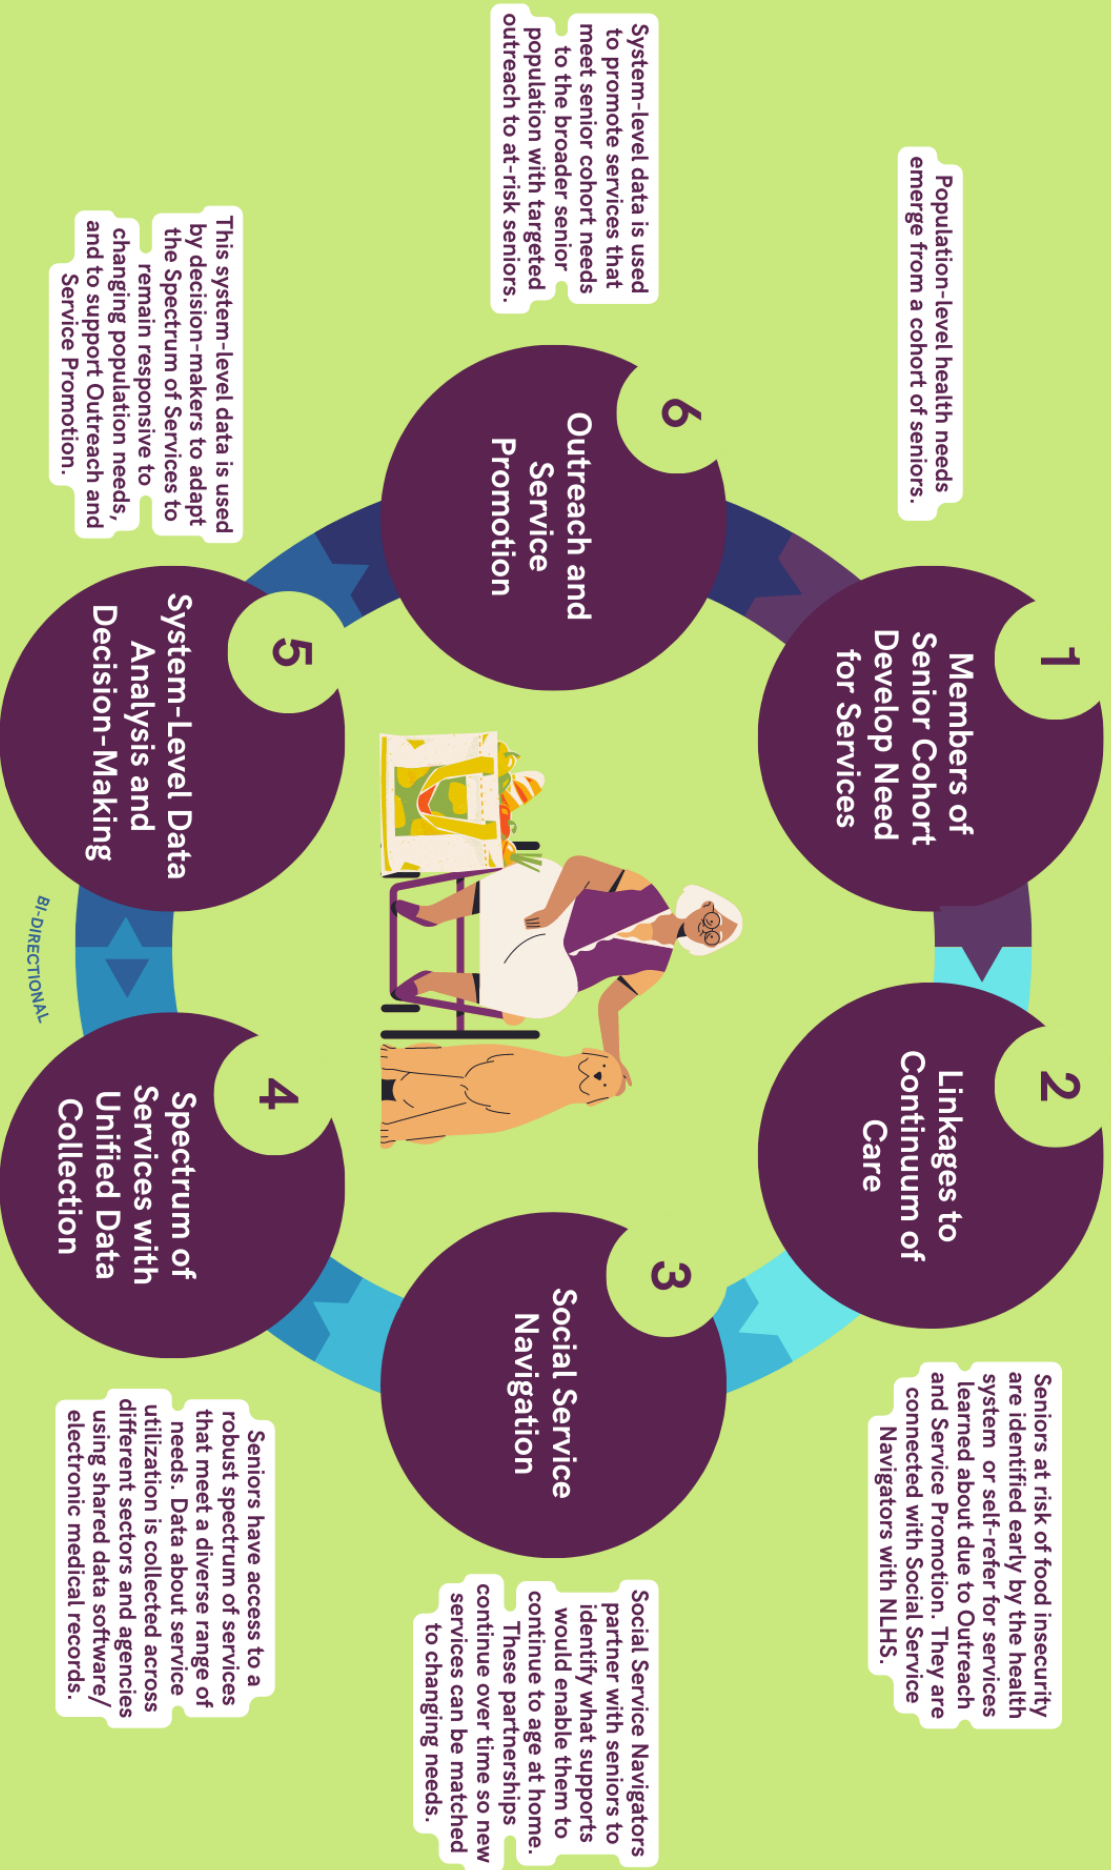 1
Members of
Senior Cohort
Develop Need
for Services
Population-level health needs
emerge from a cohort of seniors.
2
Linkages to
Continuum of
Care
Seniors at risk of food insecurity
are identified early by the health
system or self-refer for services
learned about due to Outreach
and Service Promotion. They are
connected with Social Service
Navigators with NLHS.
3
Social Service
Navigation
Social Service Navigators
partner with seniors to
identify what supports
would enable them to
continue to age at home.
These partnerships
continue over time so new
services can be matched
to changing needs.
4
Spectrum of
Services with
Unified Data
Collection
Seniors have access to a
robust spectrum of services
that meet a diverse range of
needs. Data about service
utilization is collected across
different sectors and agencies
using shared data software/
electronic medical records.
BI-DIRECTIONAL
5
System-Level Data
Analysis and
Decision-Making
This system-level data is used
by decision-makers to adapt
the Spectrum of Services to
remain responsive to
changing population needs,
and to support Outreach and
Service Promotion.
6
Outreach and
Service
Promotion
System-level data is used
to promote services that
meet senior cohort needs
to the broader senior
population with targeted
outreach to at-risk seniors.